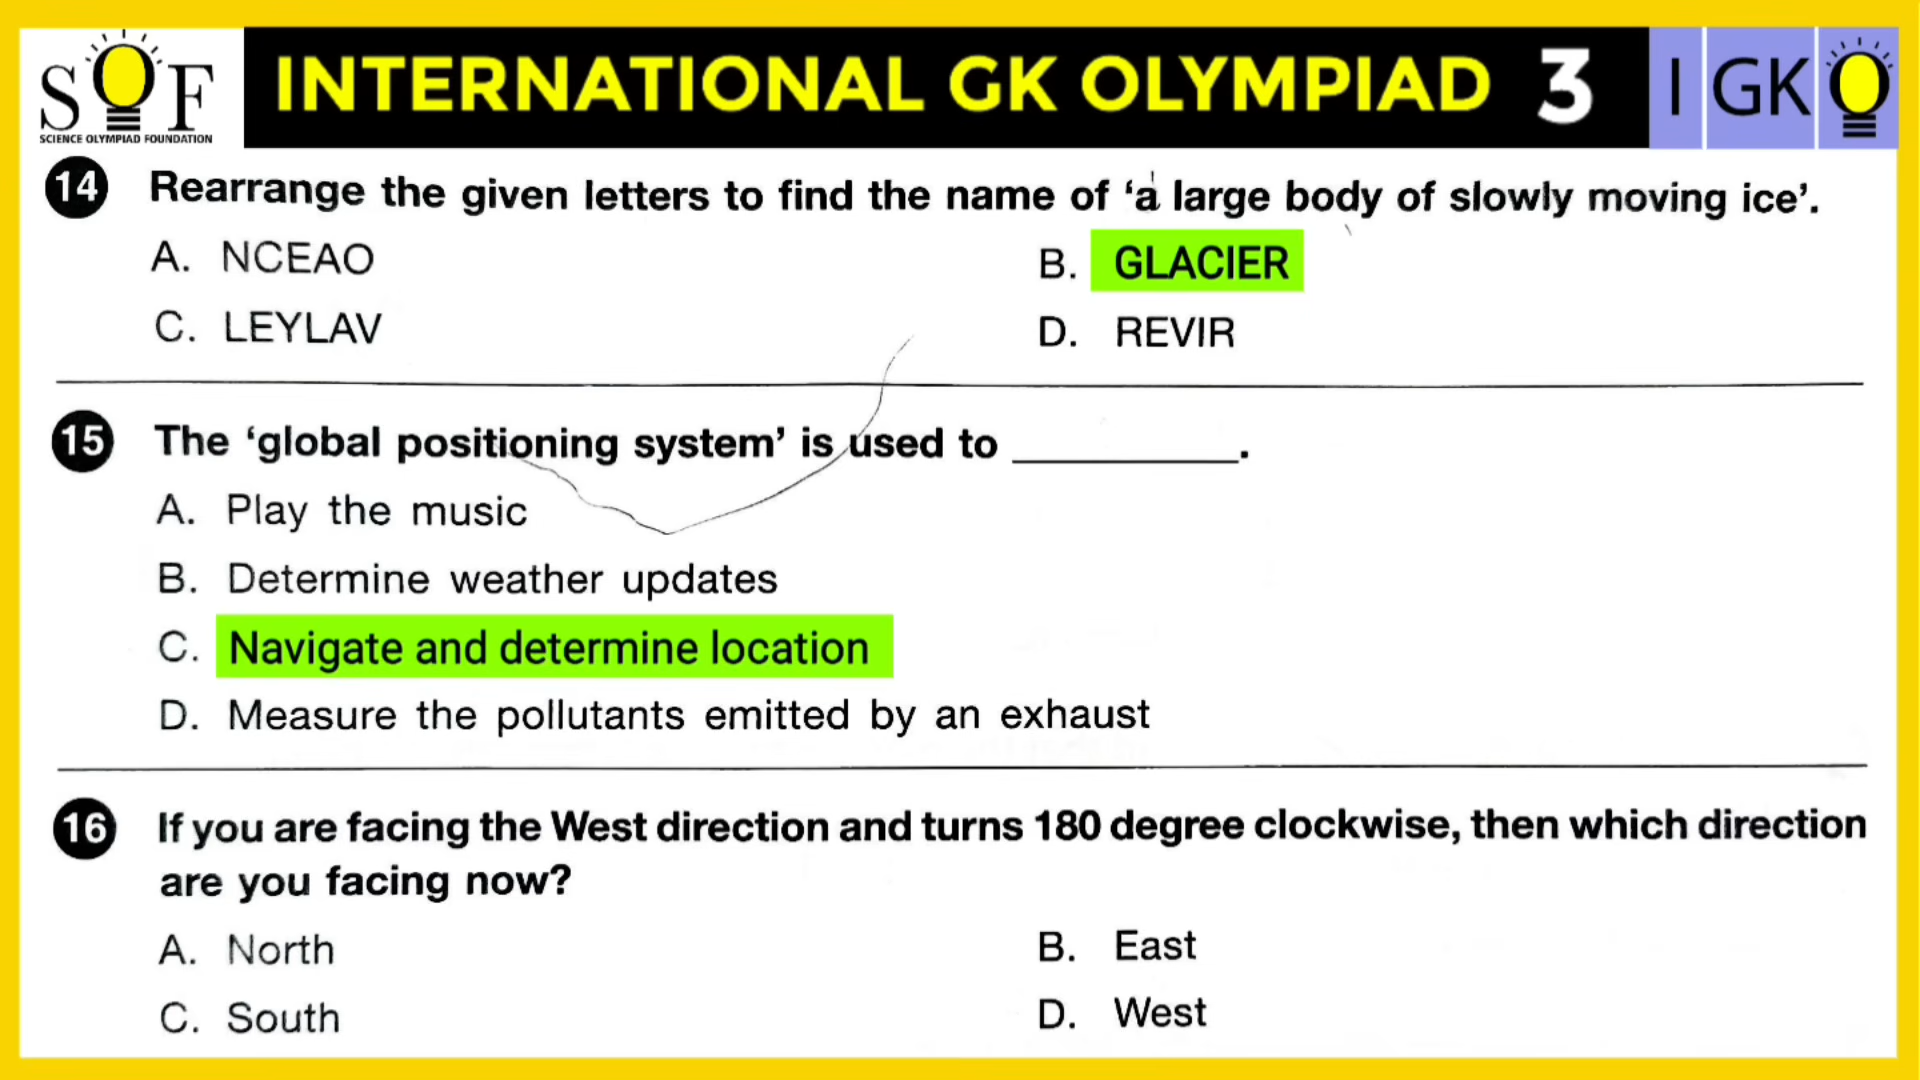 SOF
SCIENCE OLYMPIAD FOUNDATION
INTERNATIONAL GK OLYMPIAD 3
I GKO
14 Rearrange the given letters to find the name of ‘a large body of slowly moving ice’.
A. NCEAO
B. GLACIER
C. LEYLAV
D. REVIR
15 The ‘global positioning system’ is used to __________.
A. Play the music
B. Determine weather updates
C. Navigate and determine location
D. Measure the pollutants emitted by an exhaust
16 If you are facing the West direction and turns 180 degree clockwise, then which direction
are you facing now?
A. North
B. East
C. South
D. West